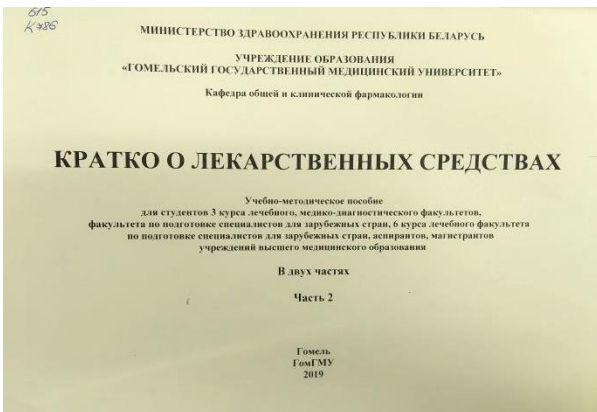 615
К 786
МИНИСТЕРСТВО ЗДРАВООХРАНЕНИЯ РЕСПУБЛИКИ БЕЛАРУСЬ
УЧРЕЖДЕНИЕ ОБРАЗОВАНИЯ
«ГОМЕЛЬСКИЙ ГОСУДАРСТВЕННЫЙ МЕДИЦИНСКИЙ УНИВЕРСИТЕТ»
Кафедра общей и клинической фармакологии
КРАТКО О ЛЕКАРСТВЕННЫХ СРЕДСТВАХ
Учебно-методическое пособие
для студентов 3 курса лечебного, медико-диагностического факультетов,
факультета по подготовке специалистов для зарубежных стран, 6 курса лечебного факультета
по подготовке специалистов для зарубежных стран, аспирантов, магистрантов
учреждений высшего медицинского образования
В двух частях
Часть 2
Гомель
ГомГМУ
2019